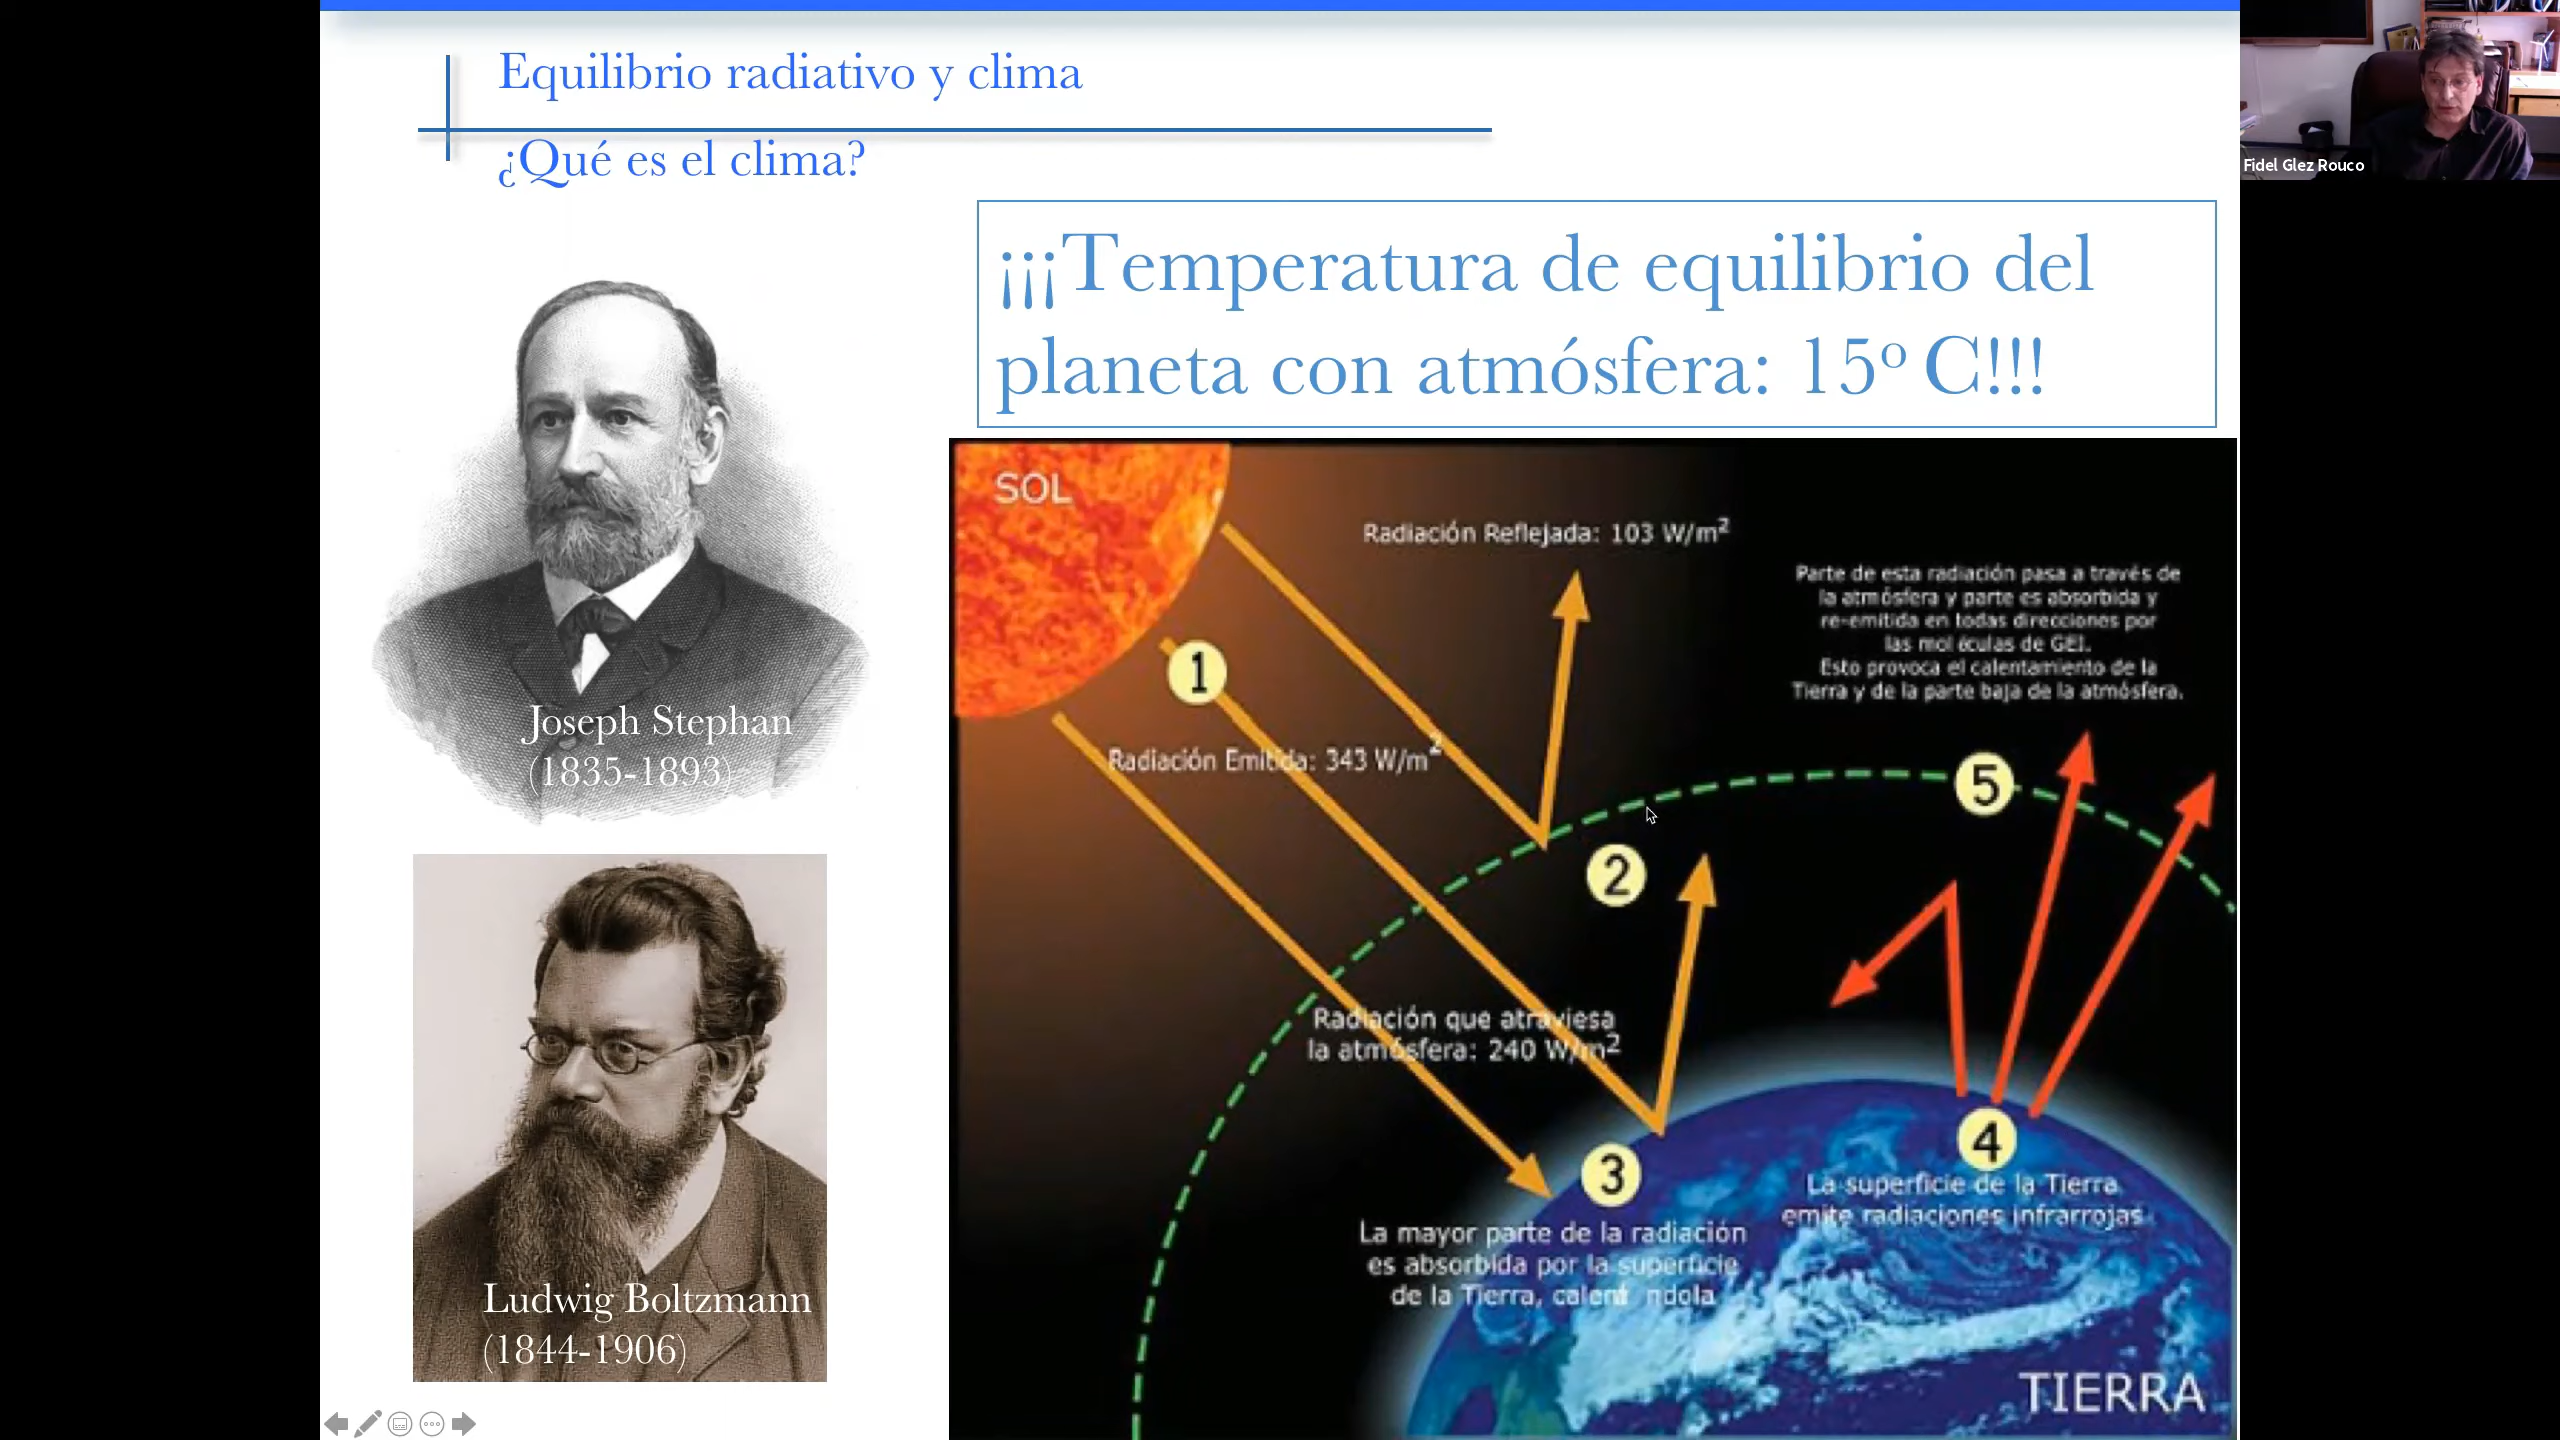 Equilibrio radiativo y clima
¿Qué es el clima?
Fidel Glez Rouco
¡¡¡Temperatura de equilibrio del
planeta con atmósfera: 15º C!!!
Joseph Stephan
(1835-1893)
Ludwig Boltzmann
(1844-1906)
SOL
Radiación Reflejada: 103 W/m²
Parte de esta radiación pasa a través de
la atmósfera y parte es absorbida y
re-emitida en todas direcciones por
las moléculas de GEI.
Esto provoca el calentamiento de la
Tierra y de la parte baja de la atmósfera.
1
Radiación Emitida: 343 W/m²
5
2
Radiación que atraviesa
la atmósfera: 240 W/m²
4
3
La superficie de la Tierra
emite radiaciones infrarrojas
La mayor parte de la radiación
es absorbida por la superficie
de la Tierra,
TIERRA